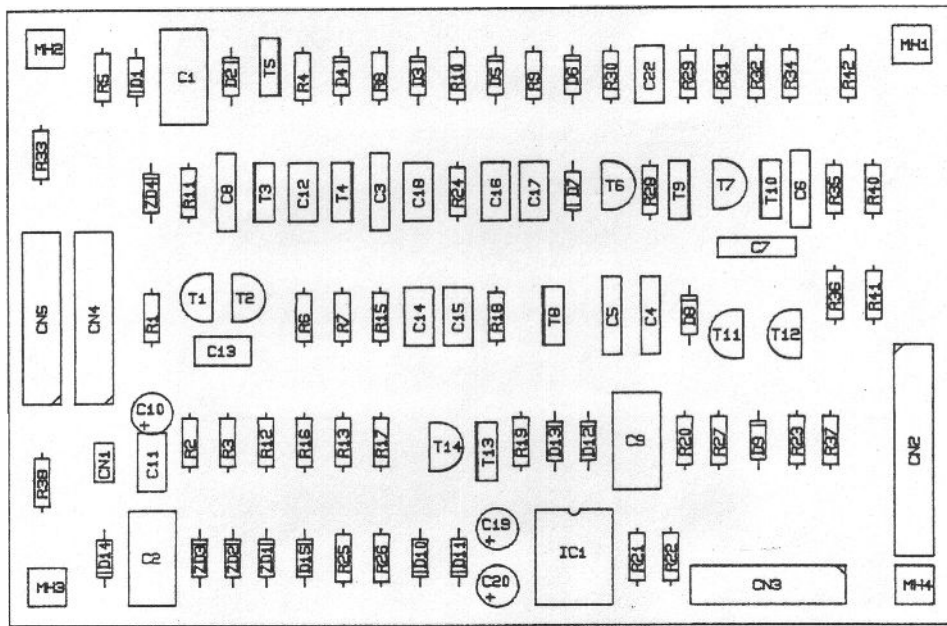 MH2 R5 D1 C1 D2 T5 R4 D4 R8 D3 R10 D5 R9 D6 R30 C22 R29 R31 R32 R34 R42 MH1
R33 ZD4 R11 C8 T3 C12 T4 C3 C18 R24 C16 C17 D7 T6 R28 T9 T7 T10 C6 R35 R40
C7
CN5 CN4 R1 T1 T2 R6 R7 R15 C14 C15 R18 T8 C5 C4 D8 T11 T12 R36 R41
C13
C10
+
R38 CN1 C11 R2 R3 R12 R16 R13 R17 T14 T13 R19 D13 D12 R20 R27 D9 R23 R37 CN2
D14 C2 ZD3 ZD2 ZD1 D15 R25 R26 D10 D11 C19 IC1 R21 R22
+
C20
+
MH3 CN3 MH4